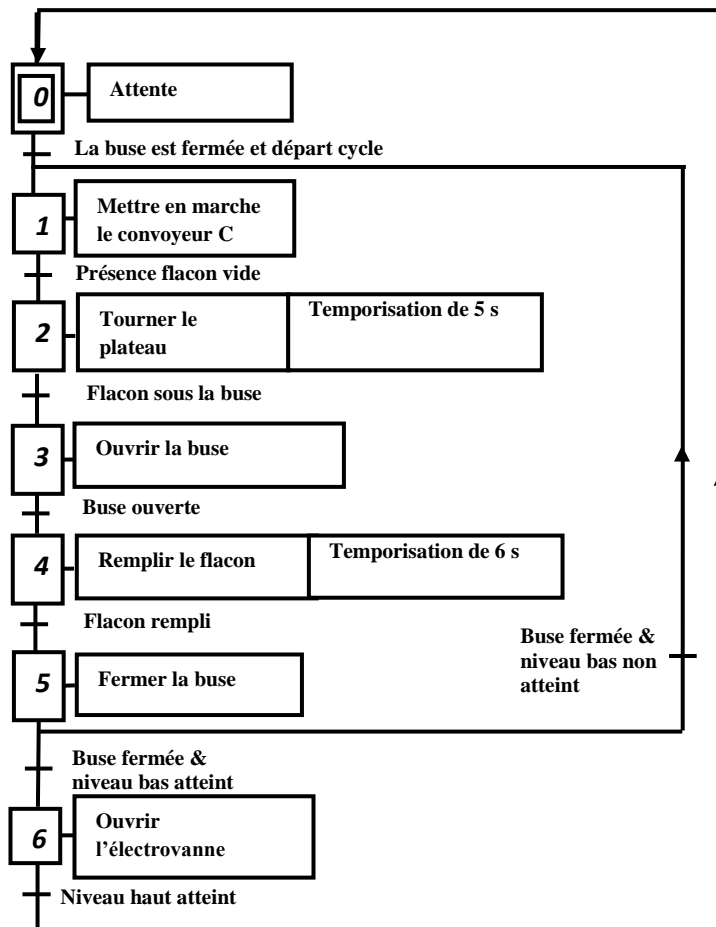 0
Attente
La buse est fermée et départ cycle
1
Mettre en marche
le convoyeur C
Présence flacon vide
2
Tourner le
plateau
Temporisation de 5 s
Flacon sous la buse
3
Ouvrir la buse
Buse ouverte
4
Remplir le flacon
Temporisation de 6 s
Flacon rempli
Buse fermée &
niveau bas non
atteint
5
Fermer la buse
Buse fermée &
niveau bas atteint
6
Ouvrir
l'électrovanne
Niveau haut atteint